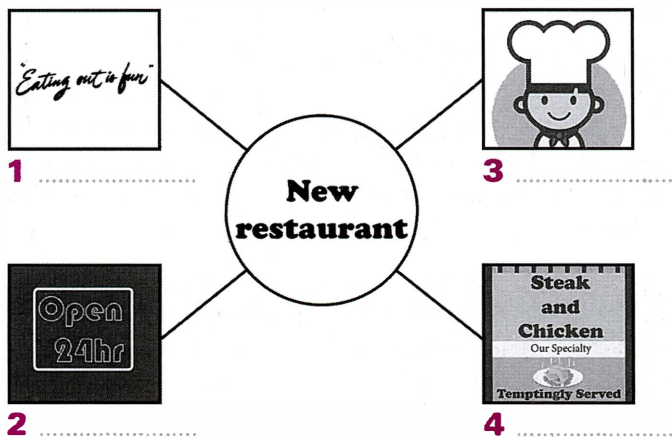 "Eating out is fun"
1
Open
24hr
2
New
restaurant
3
Steak
and
Chicken
Our Specialty
Temptingly Served
4